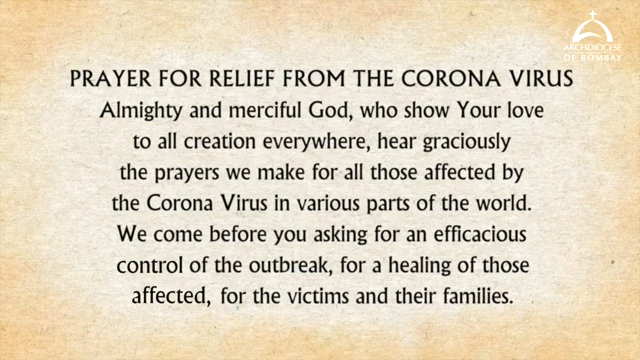 ARCHDIOCESE
OF BOMBAY
PRAYER FOR RELIEF FROM THE CORONA VIRUS
Almighty and merciful God, who show Your love
to all creation everywhere, hear graciously
the prayers we make for all those affected by
the Corona Virus in various parts of the world.
We come before you asking for an efficacious
control of the outbreak, for a healing of those
affected, for the victims and their families.